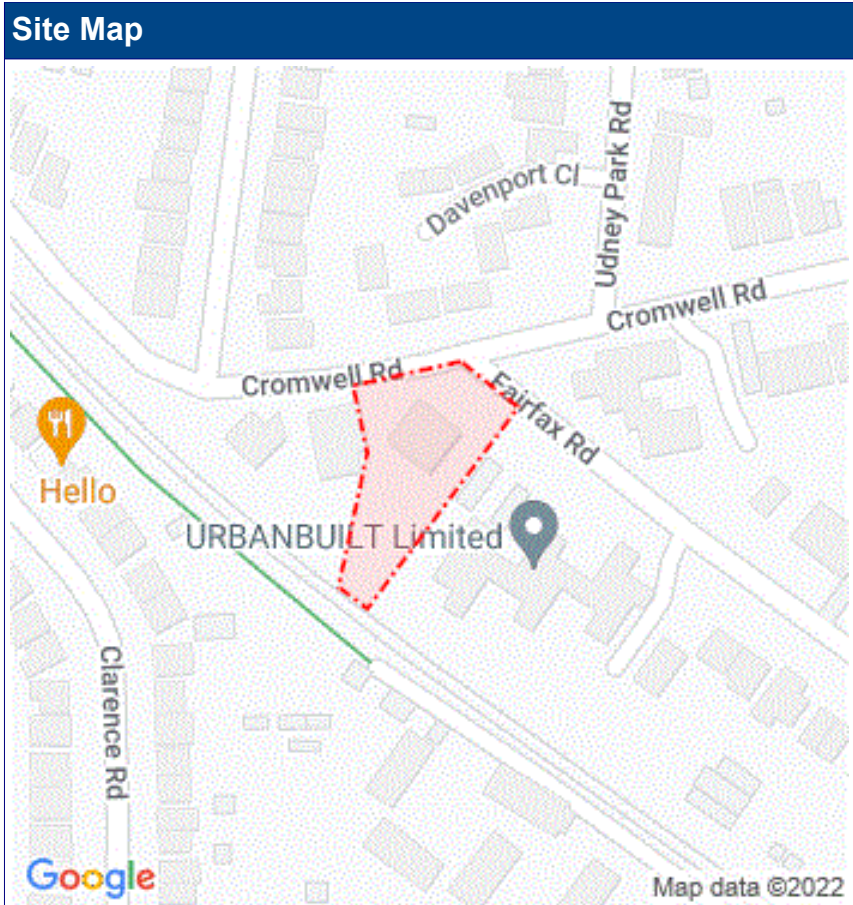 Site Map
Udney Park Rd
Davenport Cl
Cromwell Rd
Cromwell Rd
Fairfax Rd
Hello
URBANBUILT Limited
Clarence Rd
Google
Map data ©2022